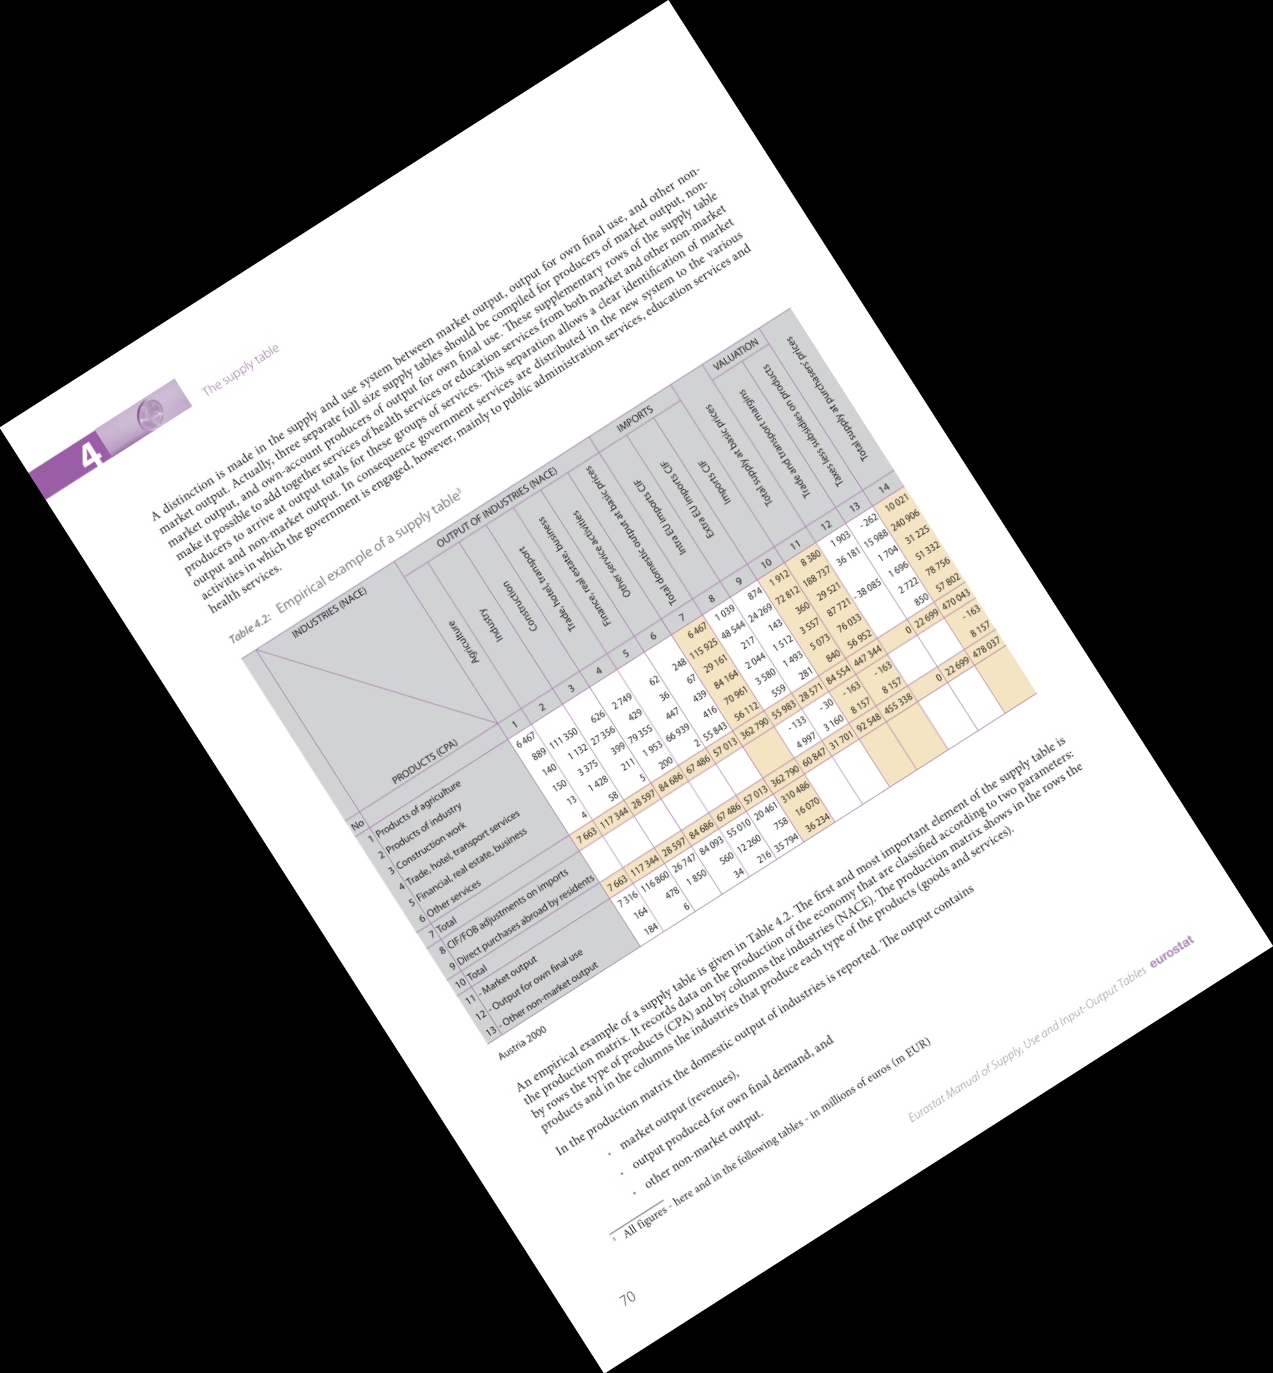 4
The supply table
A distinction is made in the supply and use system between market output, output for own final use, and other non-
market output. Actually, three separate full size supply tables should be compiled for producers of market output, non-
market output, and own-account producers of output for own final use. These supplementary rows of the supply table
make it possible to add together services of health services or education services from both market and other non-market
producers to arrive at output totals for these groups of services. This separation allows a clear identification of market
output and non-market output. In consequence government services are distributed in the new system to the various
activities in which the government is engaged, however, mainly to public administration services, education services and
health services.
Table 4.2: Empirical example of a supply table³
INDUSTRIES (NACE)
OUTPUT OF INDUSTRIES (NACE)
IMPORTS
VALUATION
Agriculture
Industry
Construction
Trade, hotel, transport
Finance, real estate, business
Other service activities
Total domestic output at basic prices
Intra EU imports CIF
Extra EU imports CIF
Imports CIF
Total supply at basic prices
Trade and transport margins
Taxes less subsidies on products
Total supply at purchasers' prices
PRODUCTS (CPA)
No 1 2 3 4 5 6 7 8 9 10 11 12 13 14
1 Products of agriculture 6 467 6 467 1 039 874 1 912 8 380 1 903 - 262 10 021
2 Products of industry 889 111 350 626 2 749 62 248 115 925 48 544 24 269 72 812 188 737 36 181 15 988 240 906
3 Construction work 140 1 132 27 356 429 36 67 29 161 217 143 360 29 521 1 704 31 225
4 Trade, hotel, transport services 150 3 375 399 79 355 447 439 84 164 2 044 1 512 3 557 87 721 - 38 085 1 696 51 332
5 Financial, real estate, business 13 1 428 211 1 953 66 939 416 70 961 3 580 1 493 5 073 76 033 2 722 78 756
6 Other services 4 58 5 200 2 55 843 56 112 559 281 840 56 952 850 57 802
7 Total 7 663 117 344 28 597 84 686 67 486 57 013 362 790 55 983 28 571 84 554 447 344 0 22 699 470 043
8 CIF/FOB adjustments on imports - 133 - 30 - 163 - 163 - 163
9 Direct purchases abroad by residents 4 997 3 160 8 157 8 157 8 157
10 Total 7 663 117 344 28 597 84 686 67 486 57 013 362 790 60 847 31 701 92 548 455 338 0 22 699 478 037
11 - Market output 7 316 116 860 26 747 84 093 55 010 20 461 310 486
12 - Output for own final use 164 478 1 850 560 12 260 758 16 070
13 - Other non-market output 184 6 34 216 35 794 36 234
Austria 2000
An empirical example of a supply table is given in Table 4.2. The first and most important element of the supply table is
the production matrix. It records data on the production of the economy that are classified according to two parameters:
by rows the type of products (CPA) and by columns the industries (NACE). The production matrix shows in the rows the
products and in the columns the industries that produce each type of the products (goods and services).
In the production matrix the domestic output of industries is reported. The output contains
• market output (revenues),
• output produced for own final demand, and
• other non-market output.
³ All figures - here and in the following tables - in millions of euros (m EUR)
70
Eurostat Manual of Supply, Use and Input-Output Tables eurostat